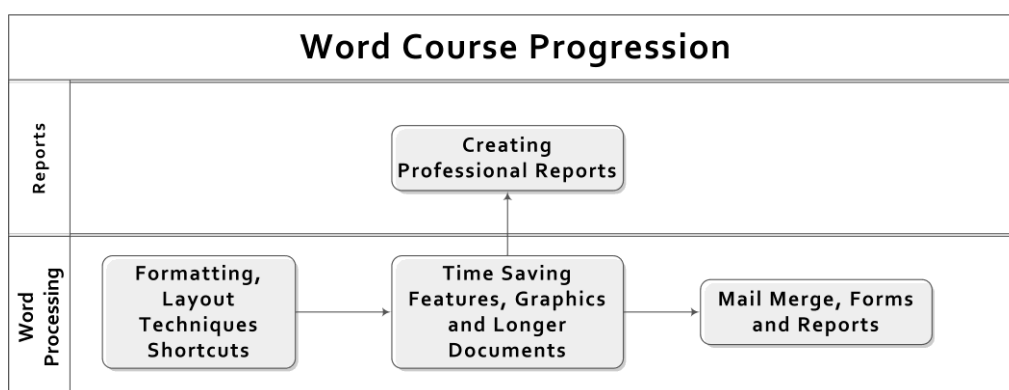 Word Course Progression
Reports
Creating
Professional Reports
Word
Processing
Formatting,
Layout
Techniques
Shortcuts
Time Saving
Features, Graphics
and Longer
Documents
Mail Merge, Forms
and Reports